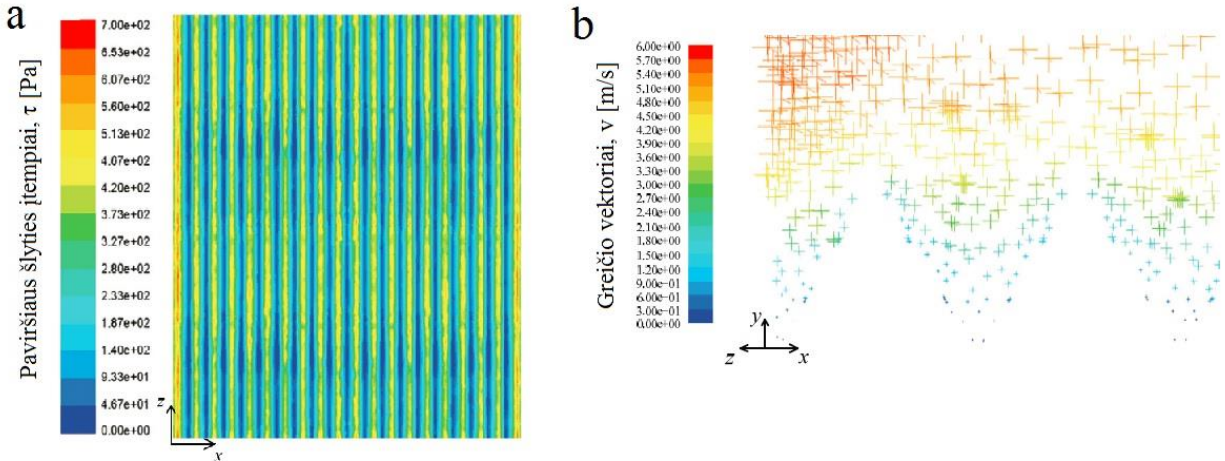 a
Paviršiaus šlyties įtempiai, τ [Pa]
7.00e+02
6.53e+02
6.07e+02
5.60e+02
5.13e+02
4.07e+02
4.20e+02
3.73e+02
3.27e+02
2.80e+02
2.33e+02
1.87e+02
1.40e+02
9.33e+01
4.67e+01
0.00e+00
z
x
b
Greičio vektoriai, v [m/s]
6.00e+00
5.70e+00
5.40e+00
5.10e+00
4.80e+00
4.50e+00
4.20e+00
3.90e+00
3.60e+00
3.30e+00
3.00e+00
2.70e+00
2.40e+00
2.10e+00
1.80e+00
1.50e+00
1.20e+00
9.00e-01
6.00e-01
3.00e-01
0.00e+00
y
z
x